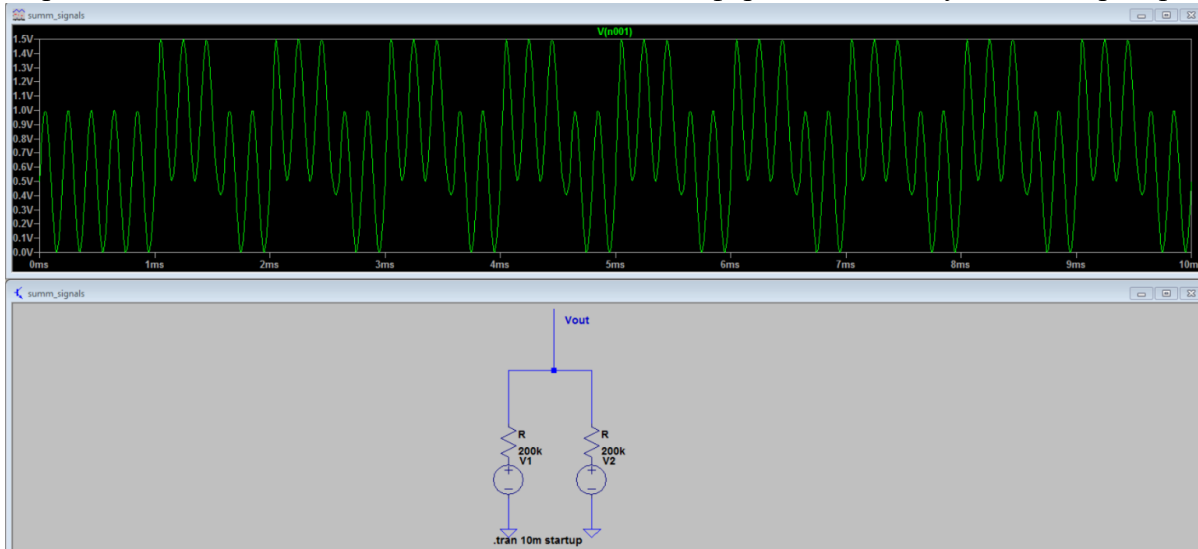 summ_signals
V(n001)
1.5V
1.4V
1.3V
1.2V
1.1V
1.0V
0.9V
0.8V
0.7V
0.6V
0.5V
0.4V
0.3V
0.2V
0.1V
0.0V
0ms 1ms 2ms 3ms 4ms 5ms 6ms 7ms 8ms 9ms 10m
summ_signals
Vout
R R
200k 200k
V1 V2
.tran 10m startup